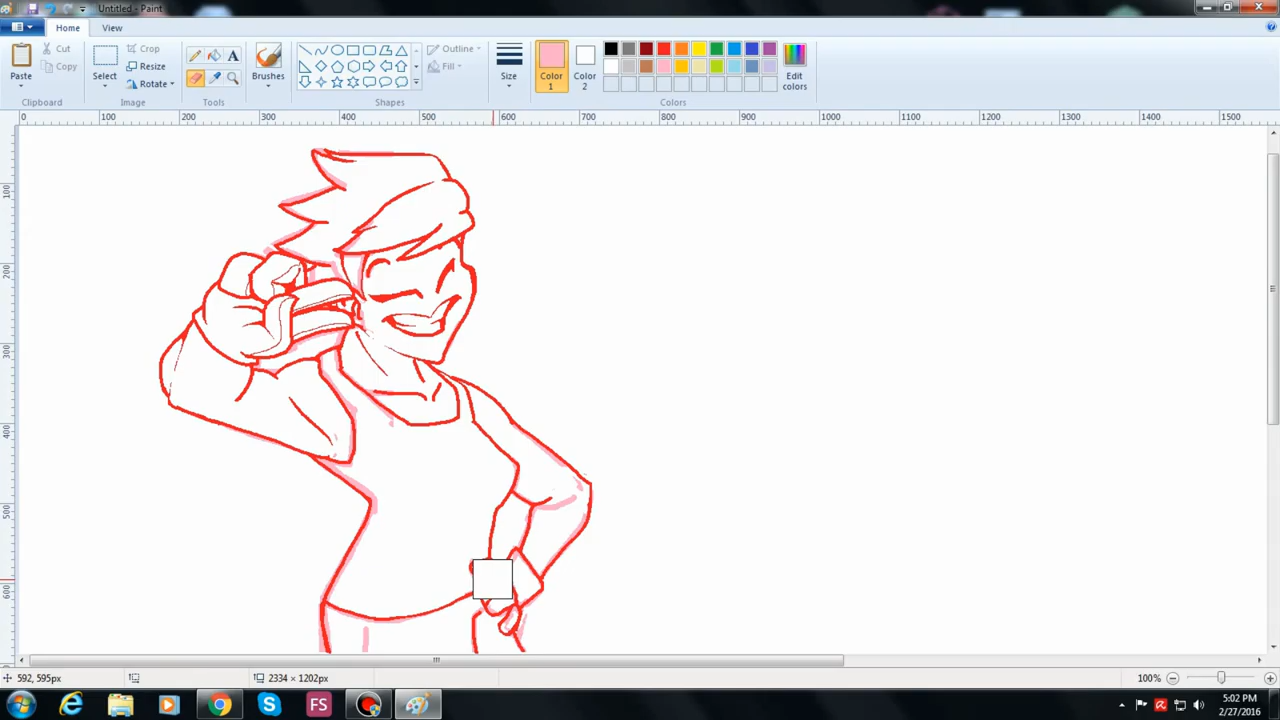 Untitled - Paint
Home View
Paste
Cut
Copy
Clipboard
Select
Crop
Resize
Rotate
Image
A
Tools
Brushes
Outline
Fill
Shapes
Size
Color 1
Color 2
Edit colors
Colors
0 100 200 300 400 500 600 700 800 900 1000 1100 1200 1300 1400 1500
100
200
300
400
500
600
592, 595px
2334 × 1202px
100%
FS
5:02 PM
2/27/2016